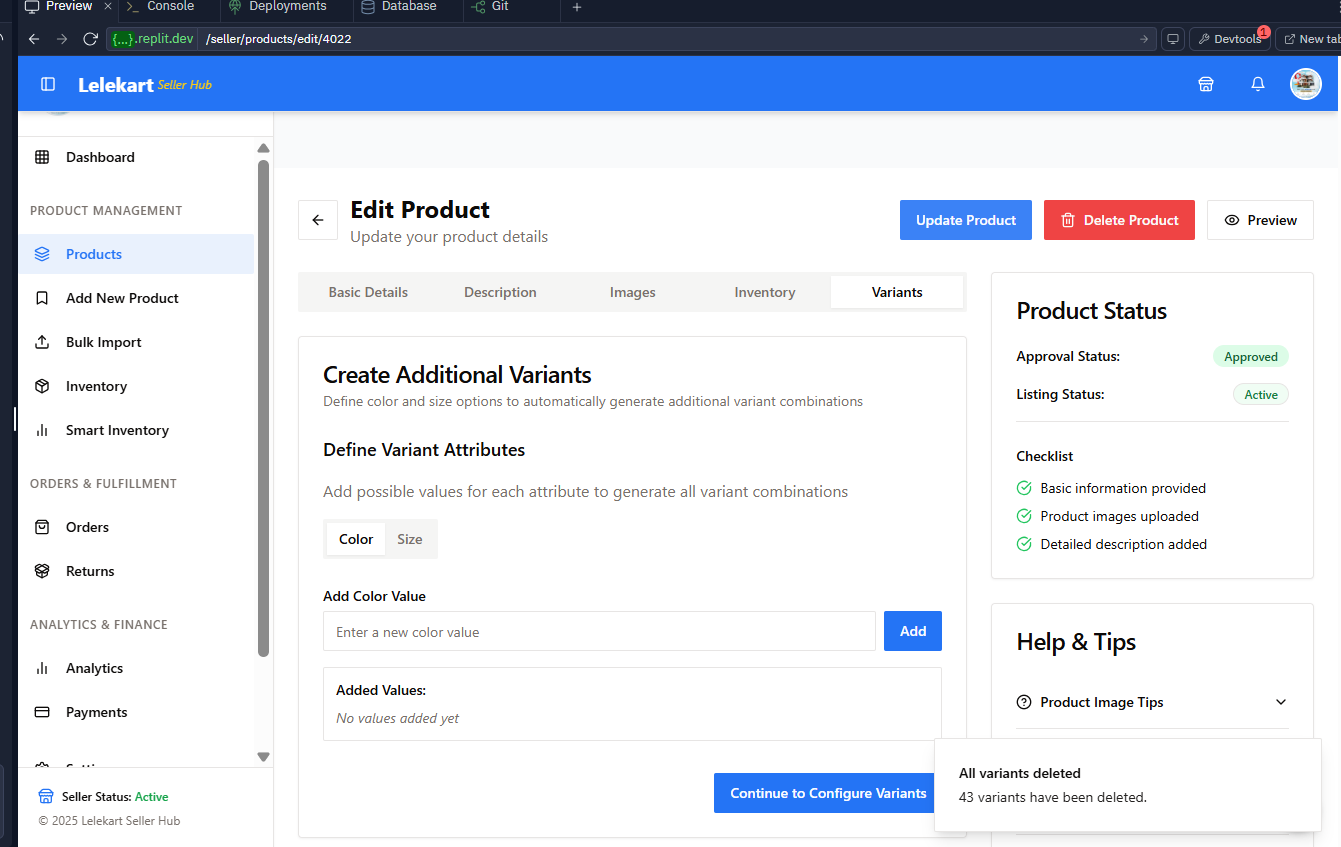 Preview
Console
Deployments
Database
Git
{...}.replit.dev /seller/products/edit/4022
Devtools 1
New tab
Lelekart Seller Hub
Dashboard
PRODUCT MANAGEMENT
Products
Add New Product
Bulk Import
Inventory
Smart Inventory
ORDERS & FULFILLMENT
Orders
Returns
ANALYTICS & FINANCE
Analytics
Payments
Seller Status: Active
© 2025 Lelekart Seller Hub
Edit Product
Update your product details
Update Product
Delete Product
Preview
Basic Details
Description
Images
Inventory
Variants
Create Additional Variants
Define color and size options to automatically generate additional variant combinations
Define Variant Attributes
Add possible values for each attribute to generate all variant combinations
Color
Size
Add Color Value
Enter a new color value
Add
Added Values:
No values added yet
Continue to Configure Variants
Product Status
Approval Status: Approved
Listing Status: Active
Checklist
Basic information provided
Product images uploaded
Detailed description added
Help & Tips
Product Image Tips
All variants deleted
43 variants have been deleted.